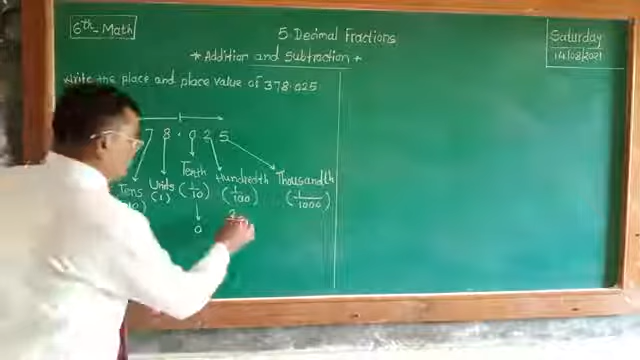 6th-Math
5 Decimal Fractions
Saturday
14/08/2021
*Addition and Subtraction*
Write the place and place value of 378.025
7 8 . 0 2 5
Tens Units Tenth Hundredth Thousandth
(1) (1/10) (1/100) (1/1000)
0